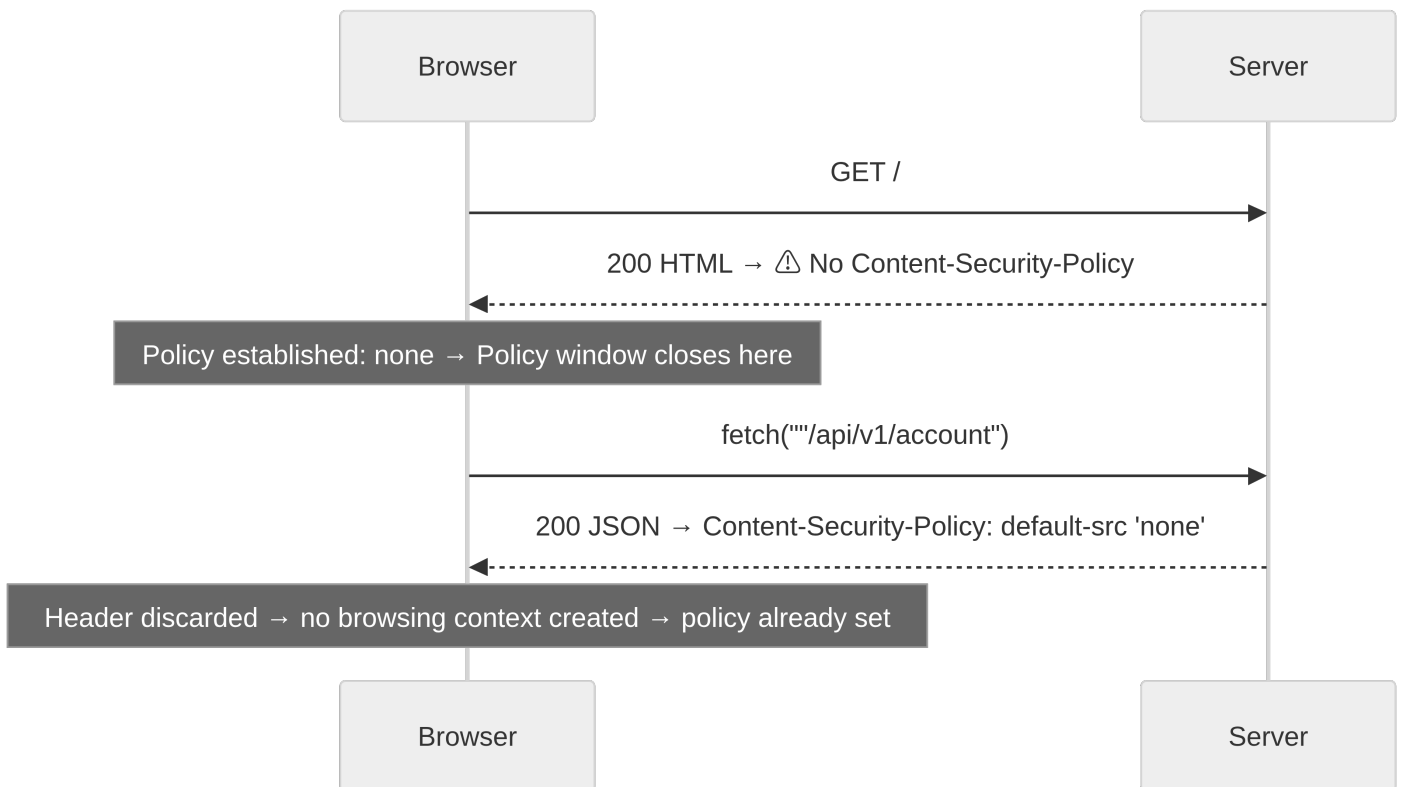 Browser
Server
GET /
200 HTML → ⚠ No Content-Security-Policy
Policy established: none → Policy window closes here
fetch(""/api/v1/account")
200 JSON → Content-Security-Policy: default-src 'none'
Header discarded → no browsing context created → policy already set
Browser
Server